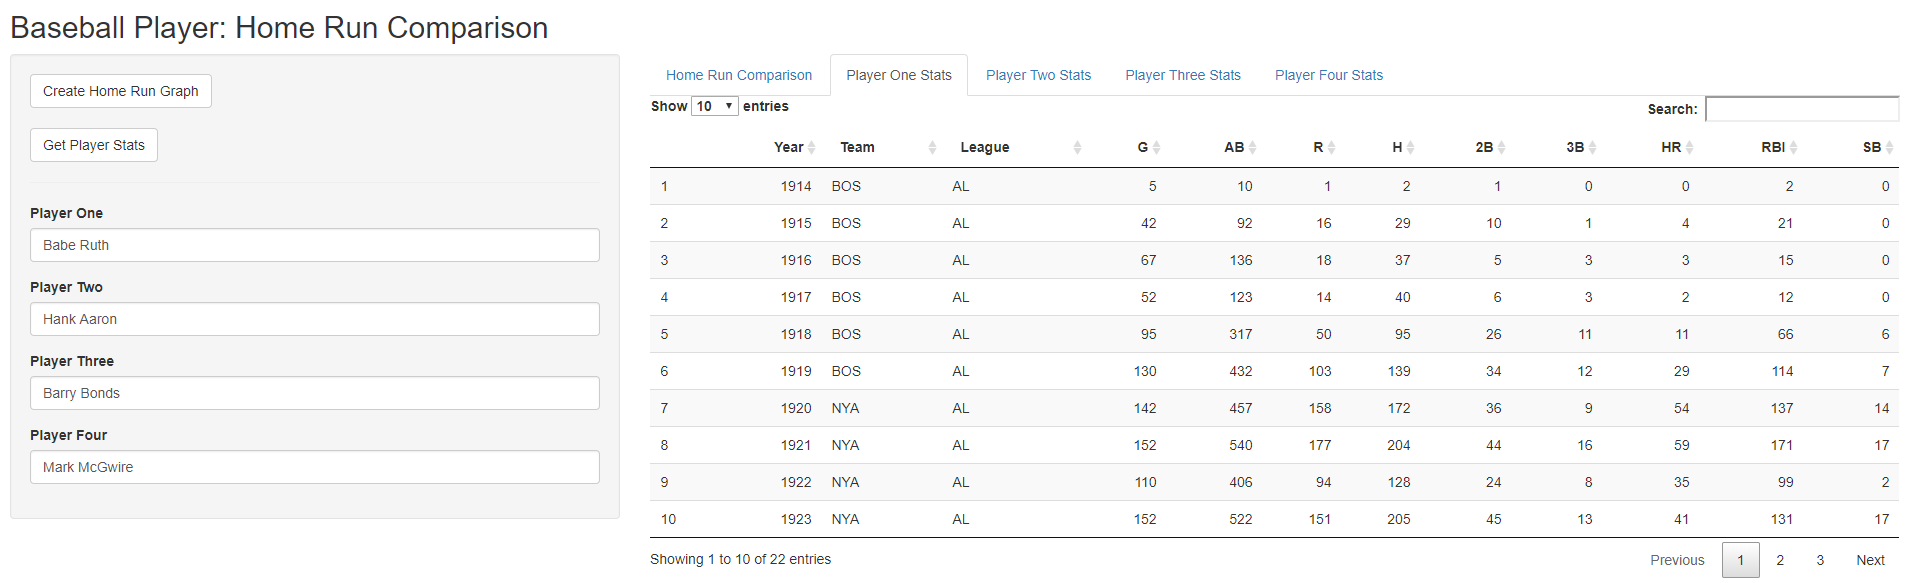 Baseball Player: Home Run Comparison
Create Home Run Graph
Get Player Stats
Player One
Babe Ruth
Player Two
Hank Aaron
Player Three
Barry Bonds
Player Four
Mark McGwire
Home Run Comparison Player One Stats Player Two Stats Player Three Stats Player Four Stats
Show 10 entries Search:
Year Team League G AB R H 2B 3B HR RBI SB
1 1914 BOS AL 5 10 1 2 1 0 0 2 0
2 1915 BOS AL 42 92 16 29 10 1 4 21 0
3 1916 BOS AL 67 136 18 37 5 3 3 15 0
4 1917 BOS AL 52 123 14 40 6 3 2 12 0
5 1918 BOS AL 95 317 50 95 26 11 11 66 6
6 1919 BOS AL 130 432 103 139 34 12 29 114 7
7 1920 NYA AL 142 457 158 172 36 9 54 137 14
8 1921 NYA AL 152 540 177 204 44 16 59 171 17
9 1922 NYA AL 110 406 94 128 24 8 35 99 2
10 1923 NYA AL 152 522 151 205 45 13 41 131 17
Showing 1 to 10 of 22 entries Previous 1 2 3 Next